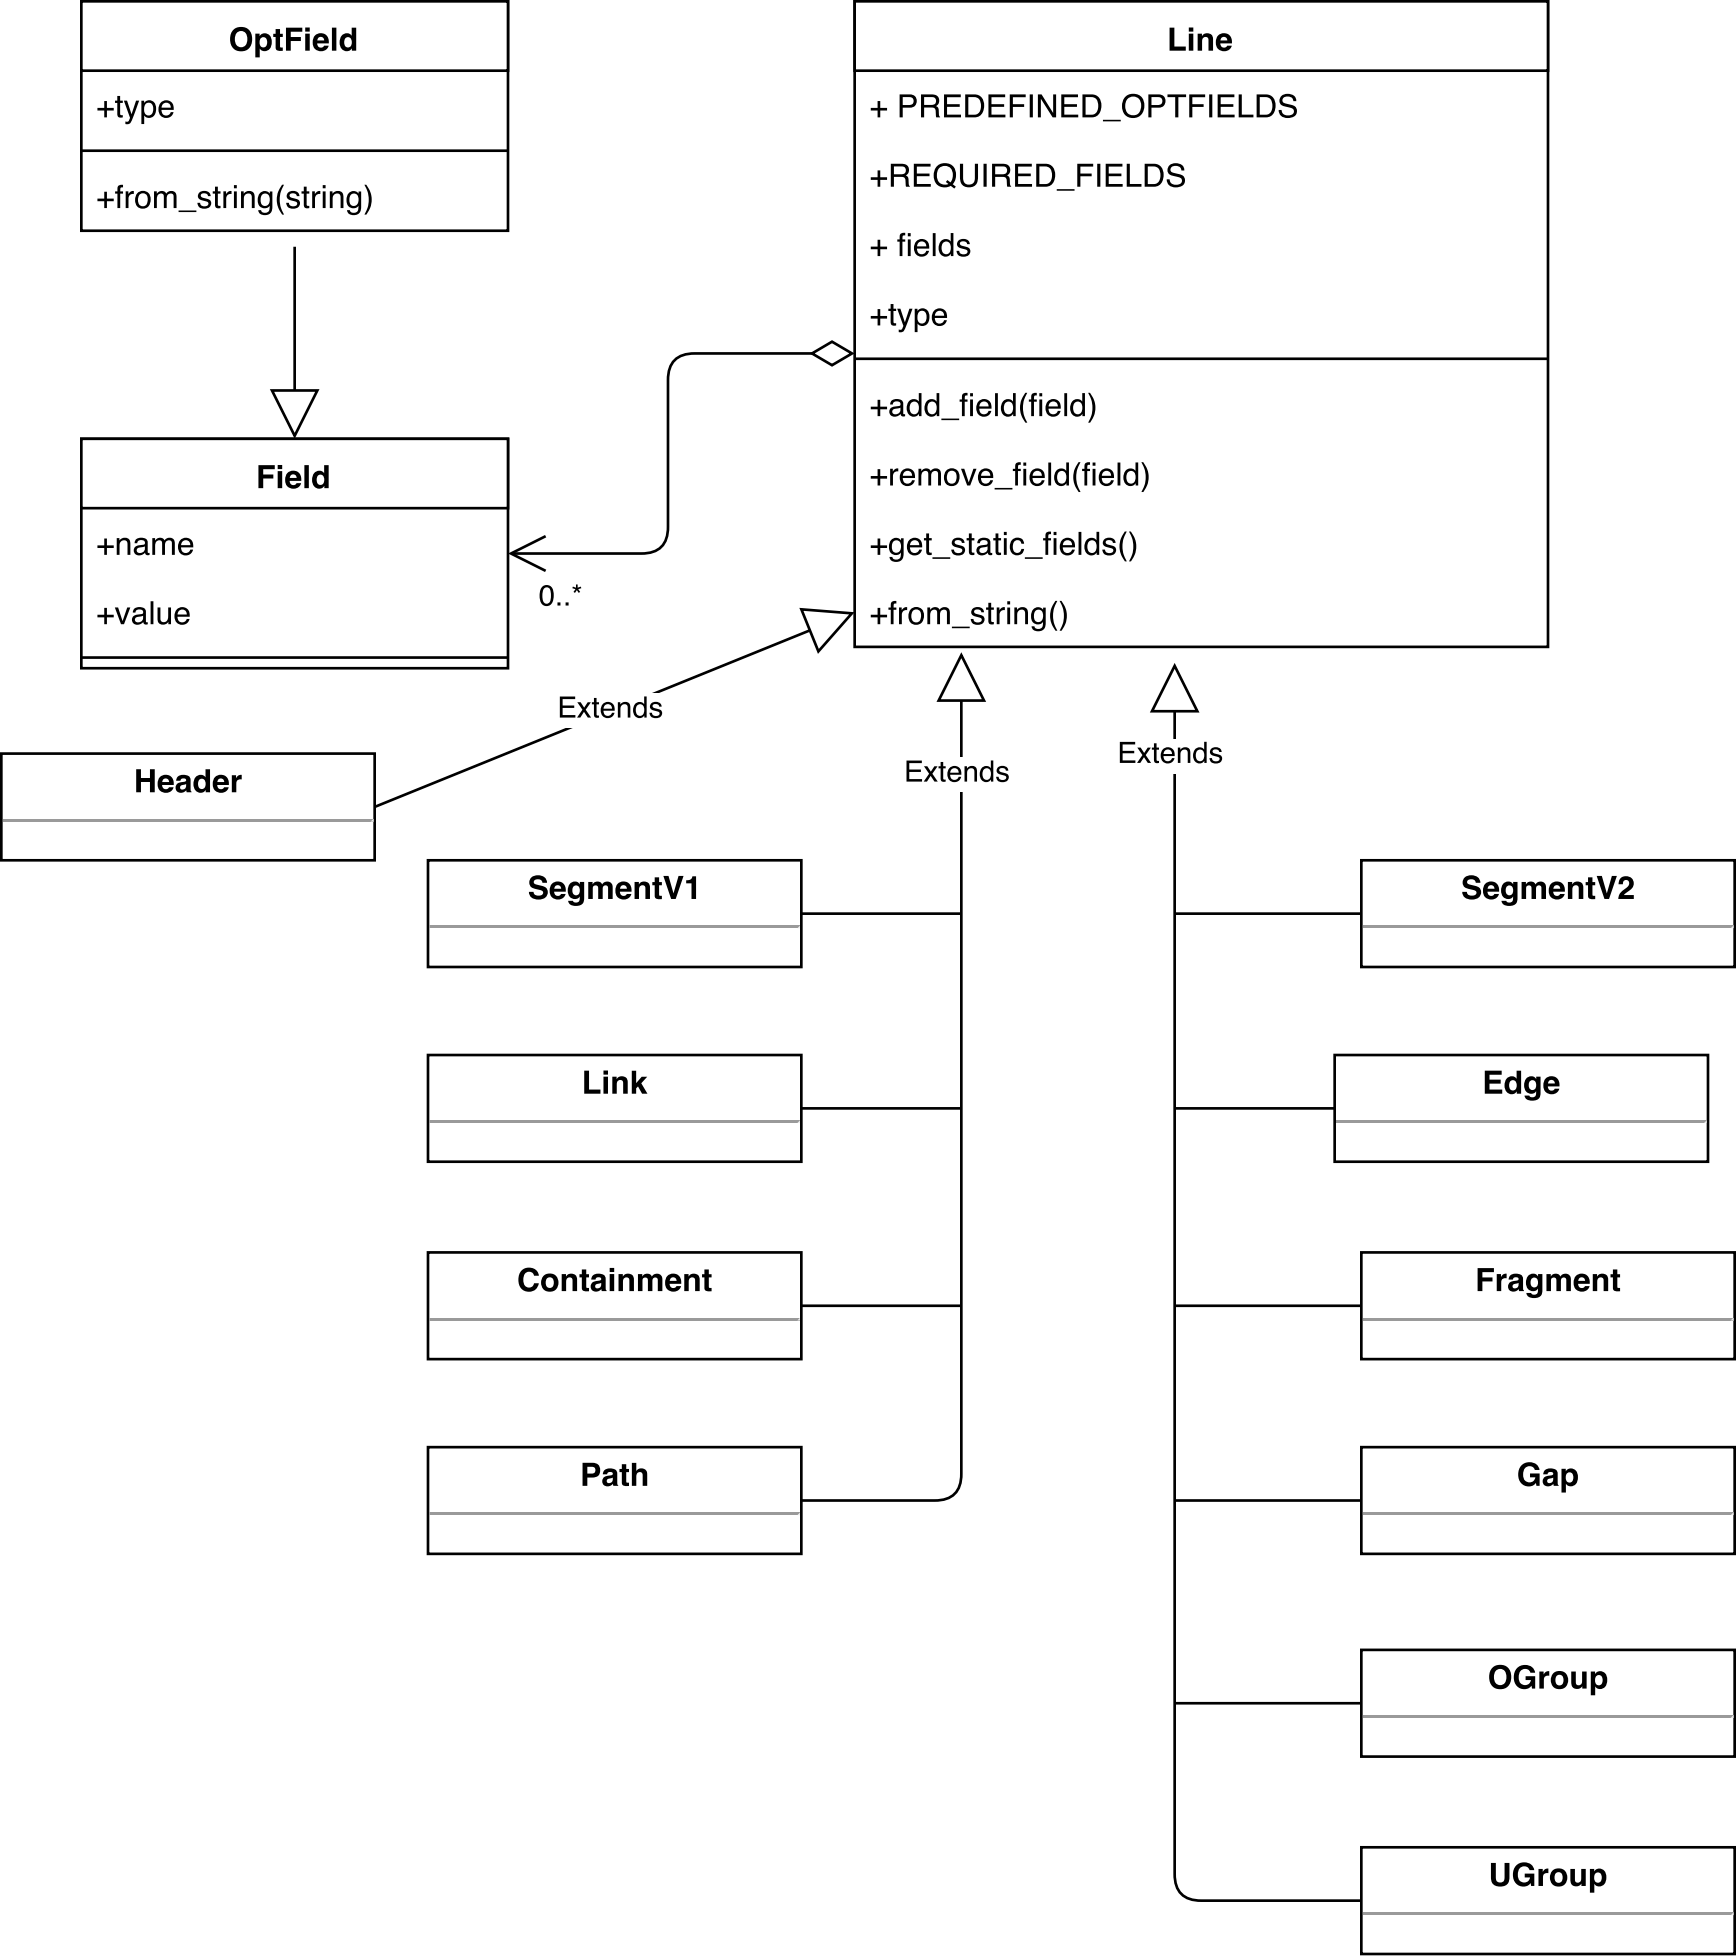 OptField
+type
+from_string(string)
Line
+ PREDEFINED_OPTFIELDS
+REQUIRED_FIELDS
+ fields
+type
+add_field(field)
+remove_field(field)
+get_static_fields()
+from_string()
Field
+name
+value
0..*
Extends
Extends
Extends
Header
SegmentV1
Link
Containment
Path
SegmentV2
Edge
Fragment
Gap
OGroup
UGroup